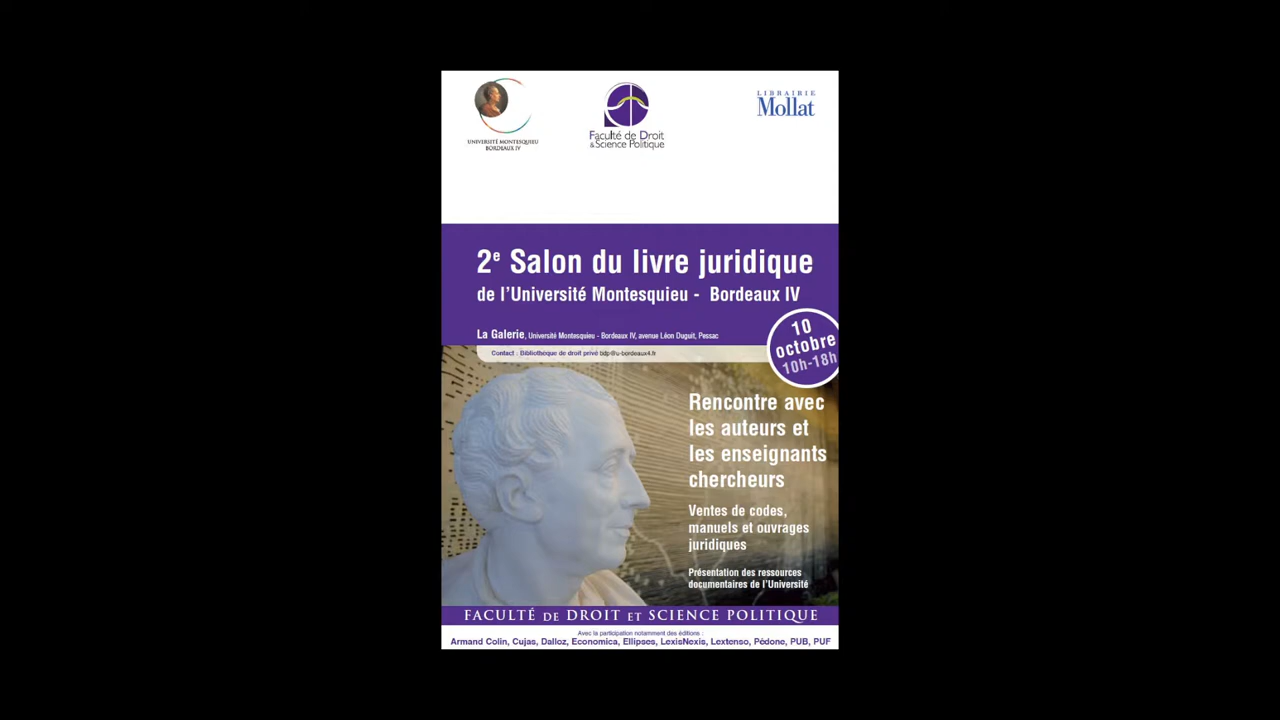 UNIVERSITÉ MONTESQUIEU
BORDEAUX IV
Faculté de Droit
& Science Politique
LIBRAIRIE
Mollat
2e Salon du livre juridique
de l'Université Montesquieu - Bordeaux IV
La Galerie, Université Montesquieu - Bordeaux IV, avenue Léon Duguit, Pessac
Contact : Bibliothèque de droit privé bdp@u-bordeaux4.fr
10
octobre
10h-18h
Rencontre avec
les auteurs et
les enseignants
chercheurs
Ventes de codes,
manuels et ouvrages
juridiques
Présentation des ressources
documentaires de l'Université
FACULTÉ DE DROIT ET SCIENCE POLITIQUE
Avec la participation notamment des éditions :
Armand Colin, Cujas, Dalloz, Economica, Ellipses, LexisNexis, Lextenso, Pédone, PUB, PUF